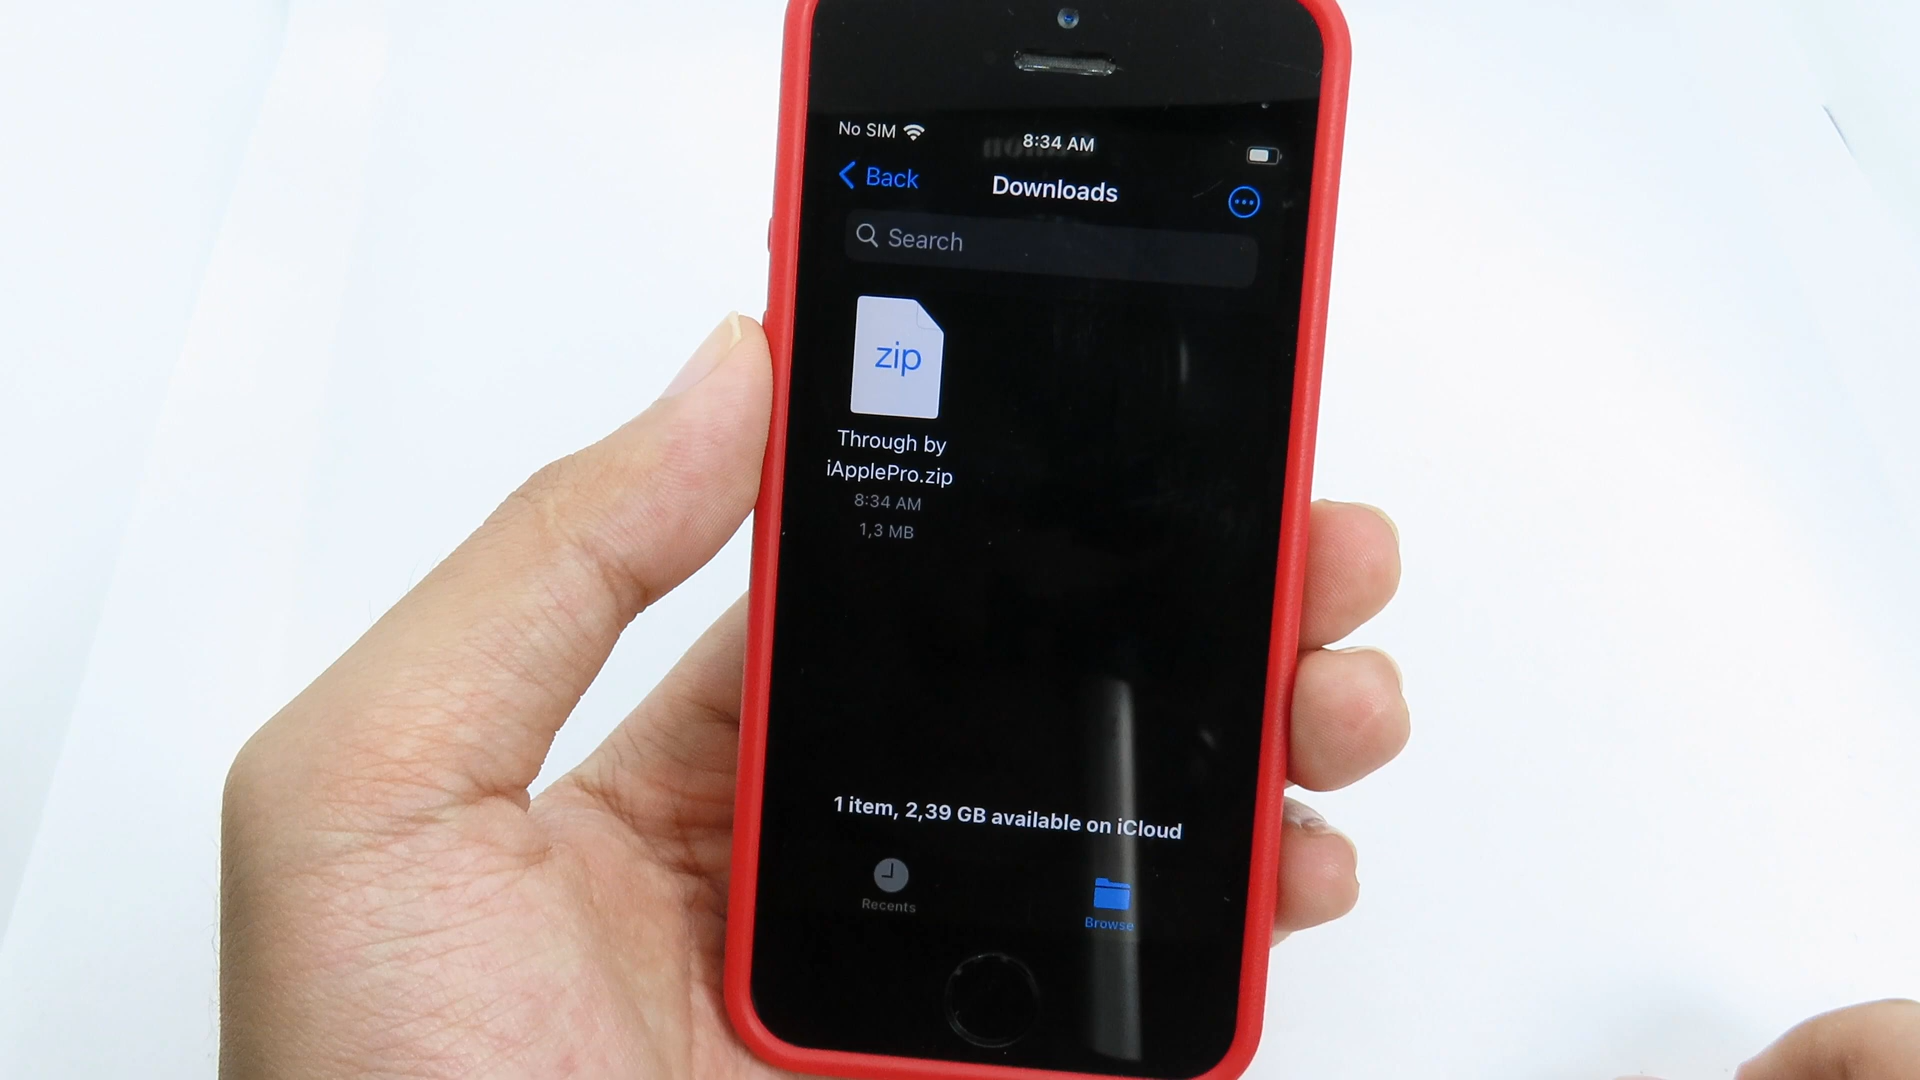 No SIM
8:34 AM
Back
Downloads
Search
zip
Through by
iApplePro.zip
8:34 AM
1,3 MB
1 item, 2,39 GB available on iCloud
Recents
Browse